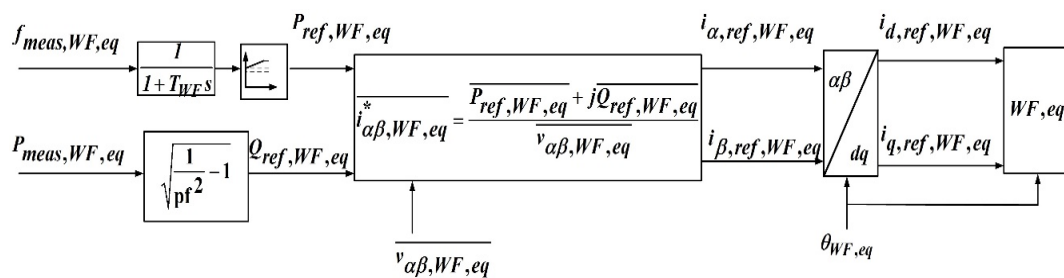 f_meas,WF,eq
1 / 1+T_WF s
P_ref,WF,eq
P_meas,WF,eq
√(1/pf² −1)
Q_ref,WF,eq
i*_αβ,WF,eq = (P_ref,WF,eq + jQ_ref,WF,eq) / v_αβ,WF,eq
v_αβ,WF,eq
i_α,ref,WF,eq
i_β,ref,WF,eq
αβ
dq
θ_WF,eq
i_d,ref,WF,eq
i_q,ref,WF,eq
WF,eq